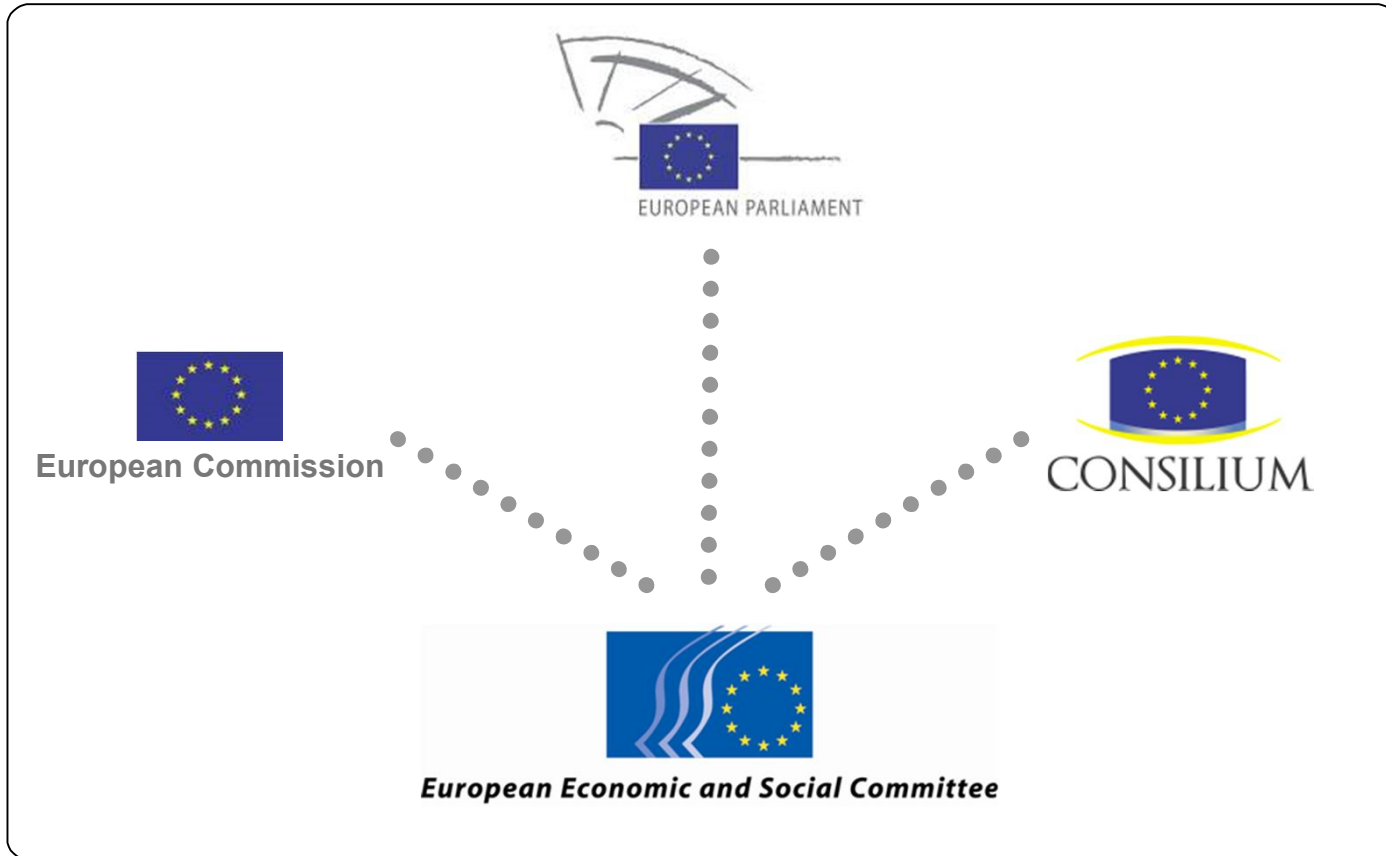 EUROPEAN PARLIAMENT
European Commission
CONSILIUM
European Economic and Social Committee